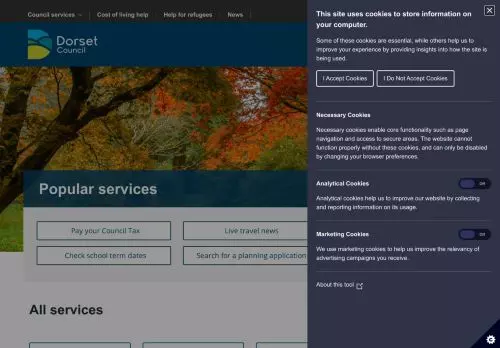 Council services
Cost of living help
Help for refugees
News
Dorset
Council
Popular services
Pay your Council Tax
Live travel news
Check school term dates
Search for a planning application
All services
This site uses cookies to store information on
your computer.
Some of these cookies are essential, while others help us to
improve your experience by providing insights into how the site is
being used.
I Accept Cookies
I Do Not Accept Cookies
Necessary Cookies
Necessary cookies enable core functionality such as page
navigation and access to secure areas. The website cannot
function properly without these cookies, and can only be disabled
by changing your browser preferences.
Analytical Cookies
Off
Analytical cookies help us to improve our website by collecting
and reporting information on its usage.
Marketing Cookies
Off
We use marketing cookies to help us improve the relevancy of
advertising campaigns you receive.
About this tool